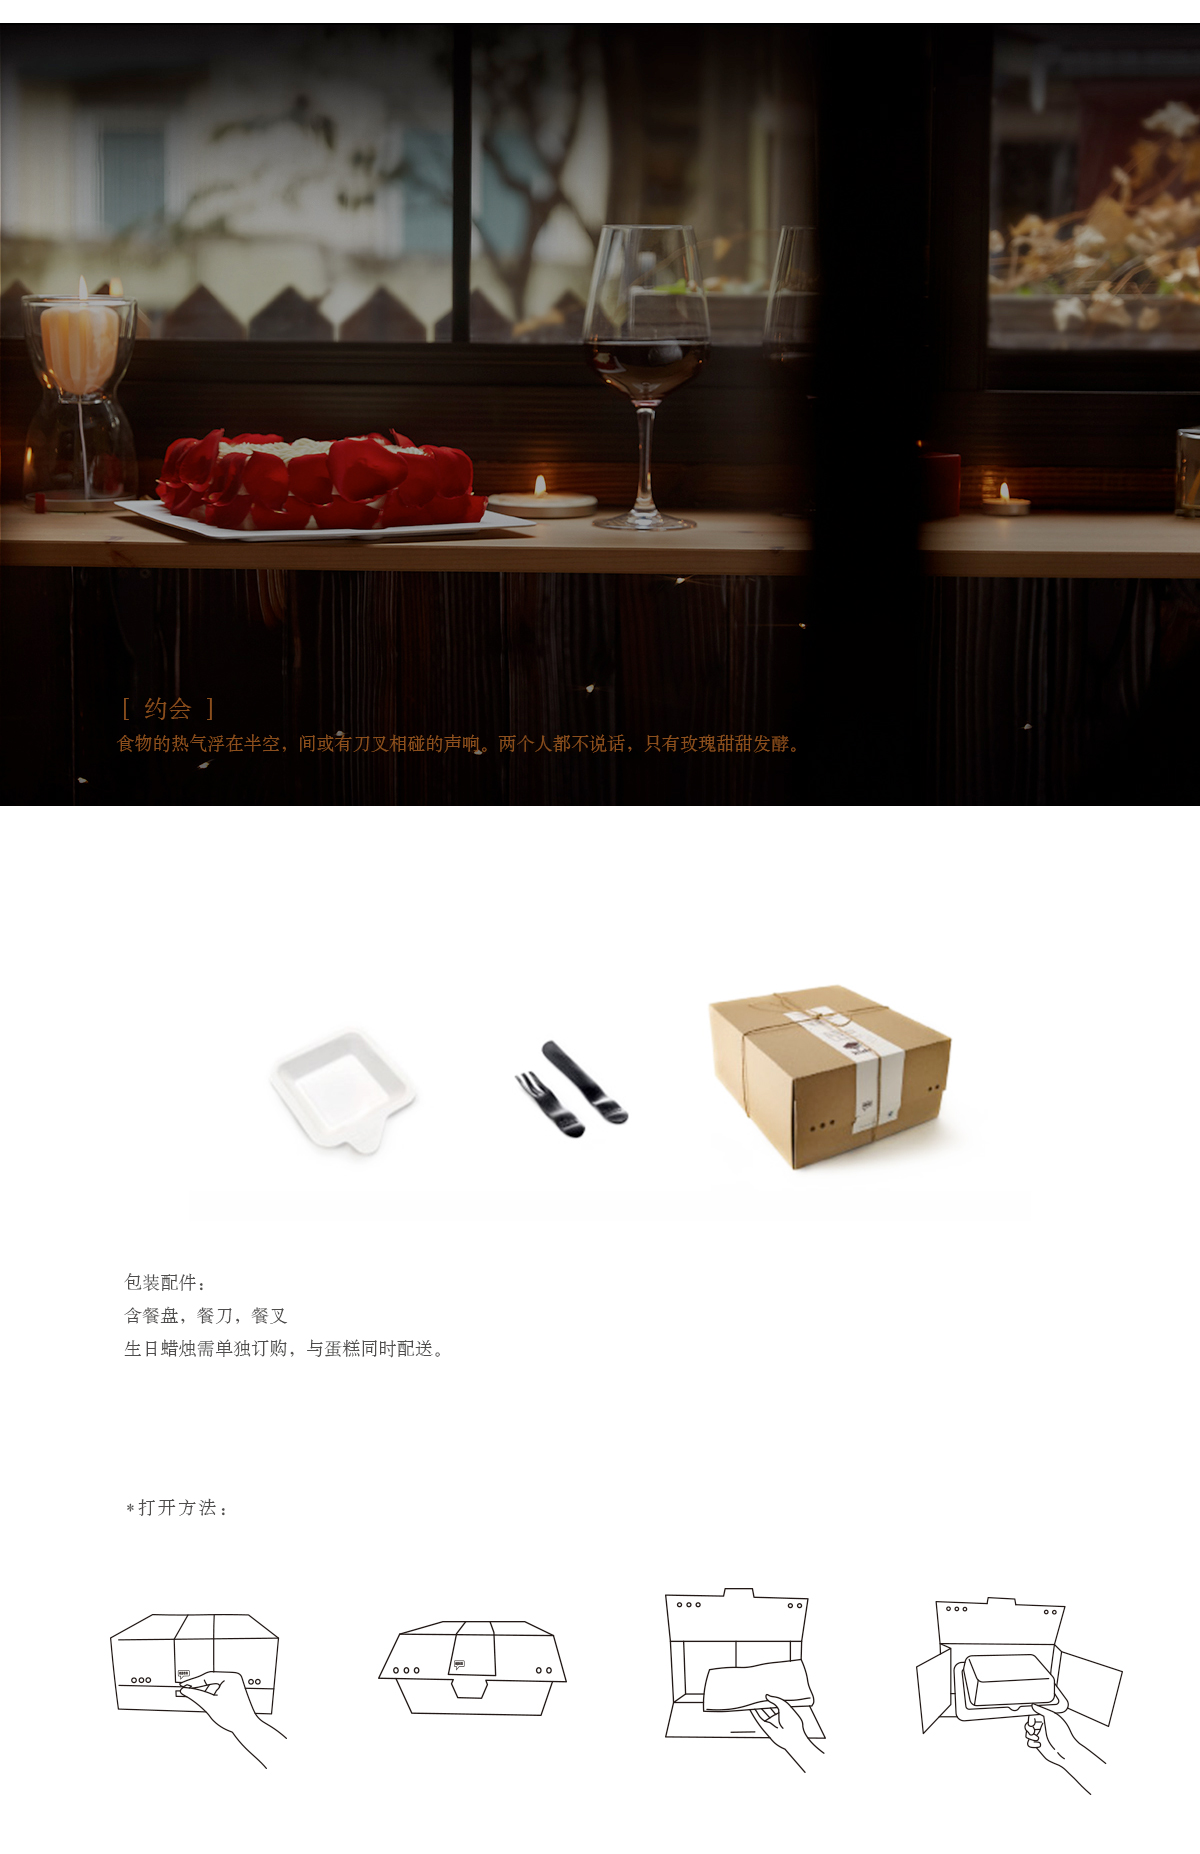 ［ 约会 ］
食物的热气浮在半空，间或有刀叉相碰的声响。两个人都不说话，只有玫瑰甜甜发酵。
包装配件：
含餐盘，餐刀，餐叉
生日蜡烛需单独订购，与蛋糕同时配送。
*打开方法：